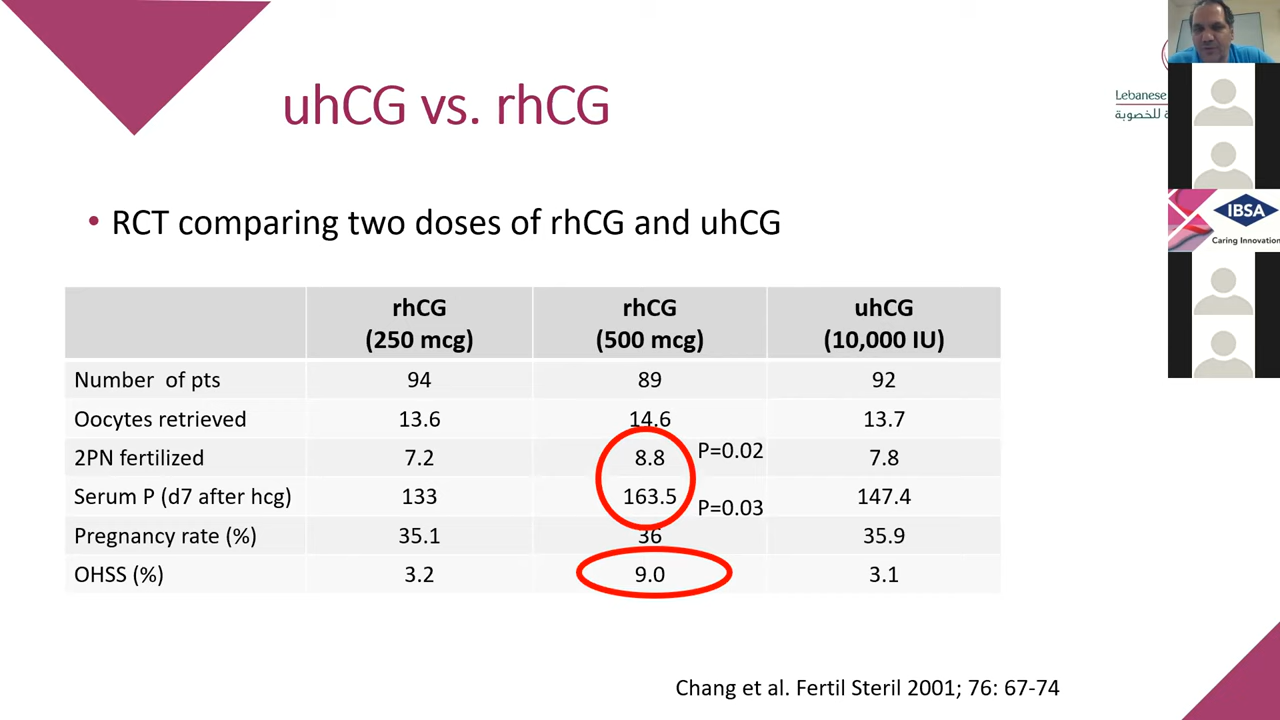 uhCG vs. rhCG
Lebanese
ة للخصوبة
IBSA
Caring Innovation
• RCT comparing two doses of rhCG and uhCG
rhCG (250 mcg) rhCG (500 mcg) uhCG (10,000 IU)
Number of pts 94 89 92
Oocytes retrieved 13.6 14.6 13.7
2PN fertilized 7.2 8.8 P=0.02 7.8
Serum P (d7 after hcg) 133 163.5 P=0.03 147.4
Pregnancy rate (%) 35.1 36 35.9
OHSS (%) 3.2 9.0 3.1
Chang et al. Fertil Steril 2001; 76: 67-74